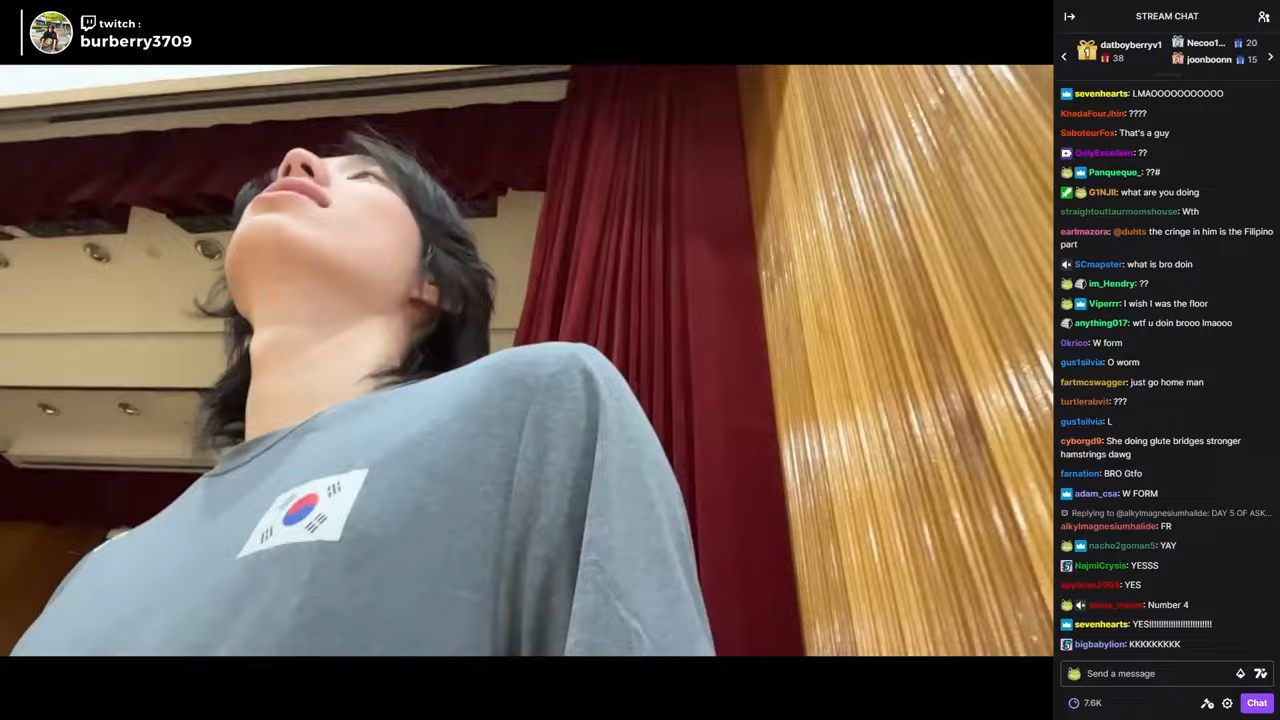 twitch :
burberry3709
STREAM CHAT
datboyberryv1
38
Necoo1... 20
joonboonn 15
sevenhearts: LMAOOOOOOOOOOO
KhadaFourJhin: ????
SaboteurFox: That's a guy
OnlyExcellent: ??
Panqueque_: ??#
G1NJII: what are you doing
straightouttaurmomshouse: Wth
earlmazora: @duhts the cringe in him is the Filipino
part
SCmapster: what is bro doin
im_Hendry: ??
Viperrr: I wish I was the floor
anything017: wtf u doin brooo lmaooo
0krico: W form
gus1silvia: O worm
fartmcswagger: just go home man
turtlerabvit: ???
gus1silvia: L
cyborgd9: She doing glute bridges stronger
hamstrings dawg
farnation: BRO Gtfo
adam_csa: W FORM
Replying to @alkylmagnesiumhalide: DAY 5 OF ASK...
alkylmagnesiumhalide: FR
nacho2goman5: YAY
NajmiCrysis: YESSS
: YES
: Number 4
sevenhearts: YES!!!!!!!!!!!!!!!!!!!!!!!!!
bigbabylion: KKKKKKKKK
Send a message
7.6K
Chat